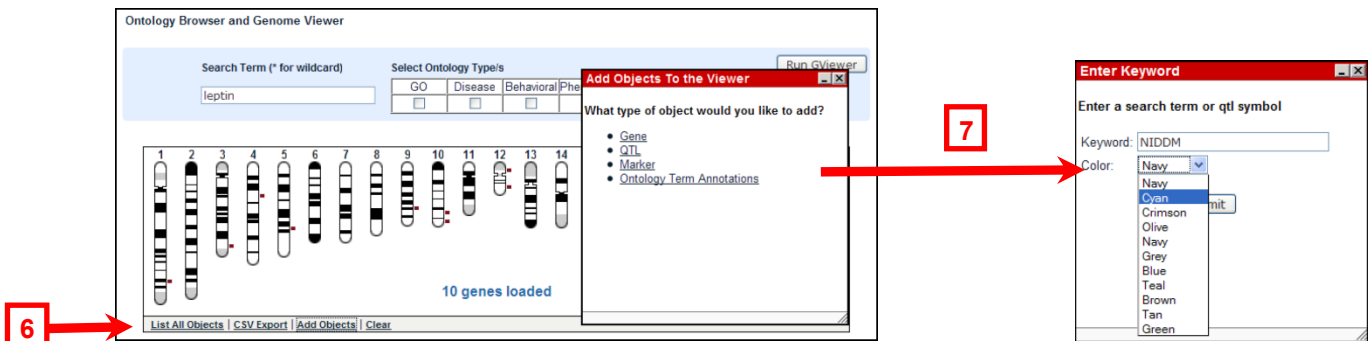 Ontology Browser and Genome Viewer
Search Term (* for wildcard)
Select Ontology Type/s
Run GViewer
leptin
GO Disease Behavioral Phe
1 2 3 4 5 6 7 8 9 10 11 12 13 14
10 genes loaded
List All Objects | CSV Export | Add Objects | Clear
6
Add Objects To the Viewer
What type of object would you like to add?
Gene
QTL
Marker
Ontology Term Annotations
7
Enter Keyword
Enter a search term or qtl symbol
Keyword: NIDDM
Color: Navy
Navy
Cyan
mit
Crimson
Olive
Navy
Grey
Blue
Teal
Brown
Tan
Green